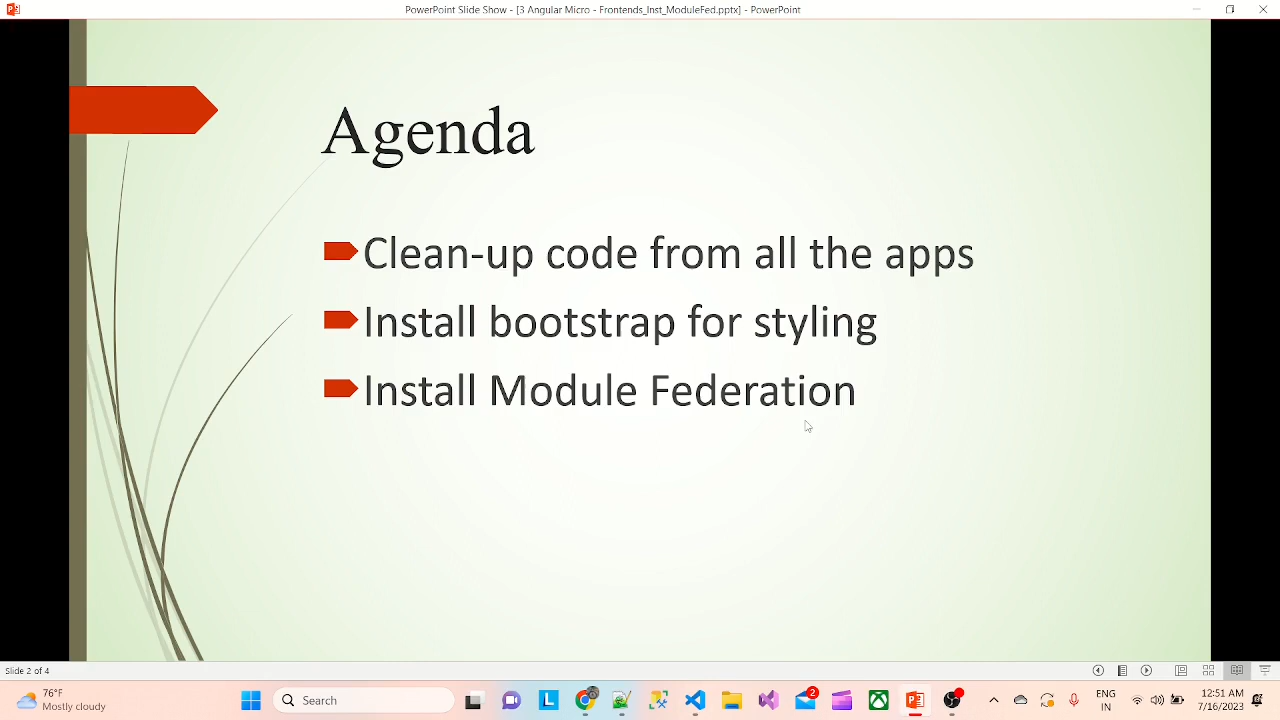 PowerPoint Slide Show - [3 Angular Micro - Frontends_Inst_ModuleFed.pptx] - PowerPoint
Agenda
Clean-up code from all the apps
Install bootstrap for styling
Install Module Federation
Slide 2 of 4
76°F
Mostly cloudy
Search
2
ENG
IN
12:51 AM
7/16/2023